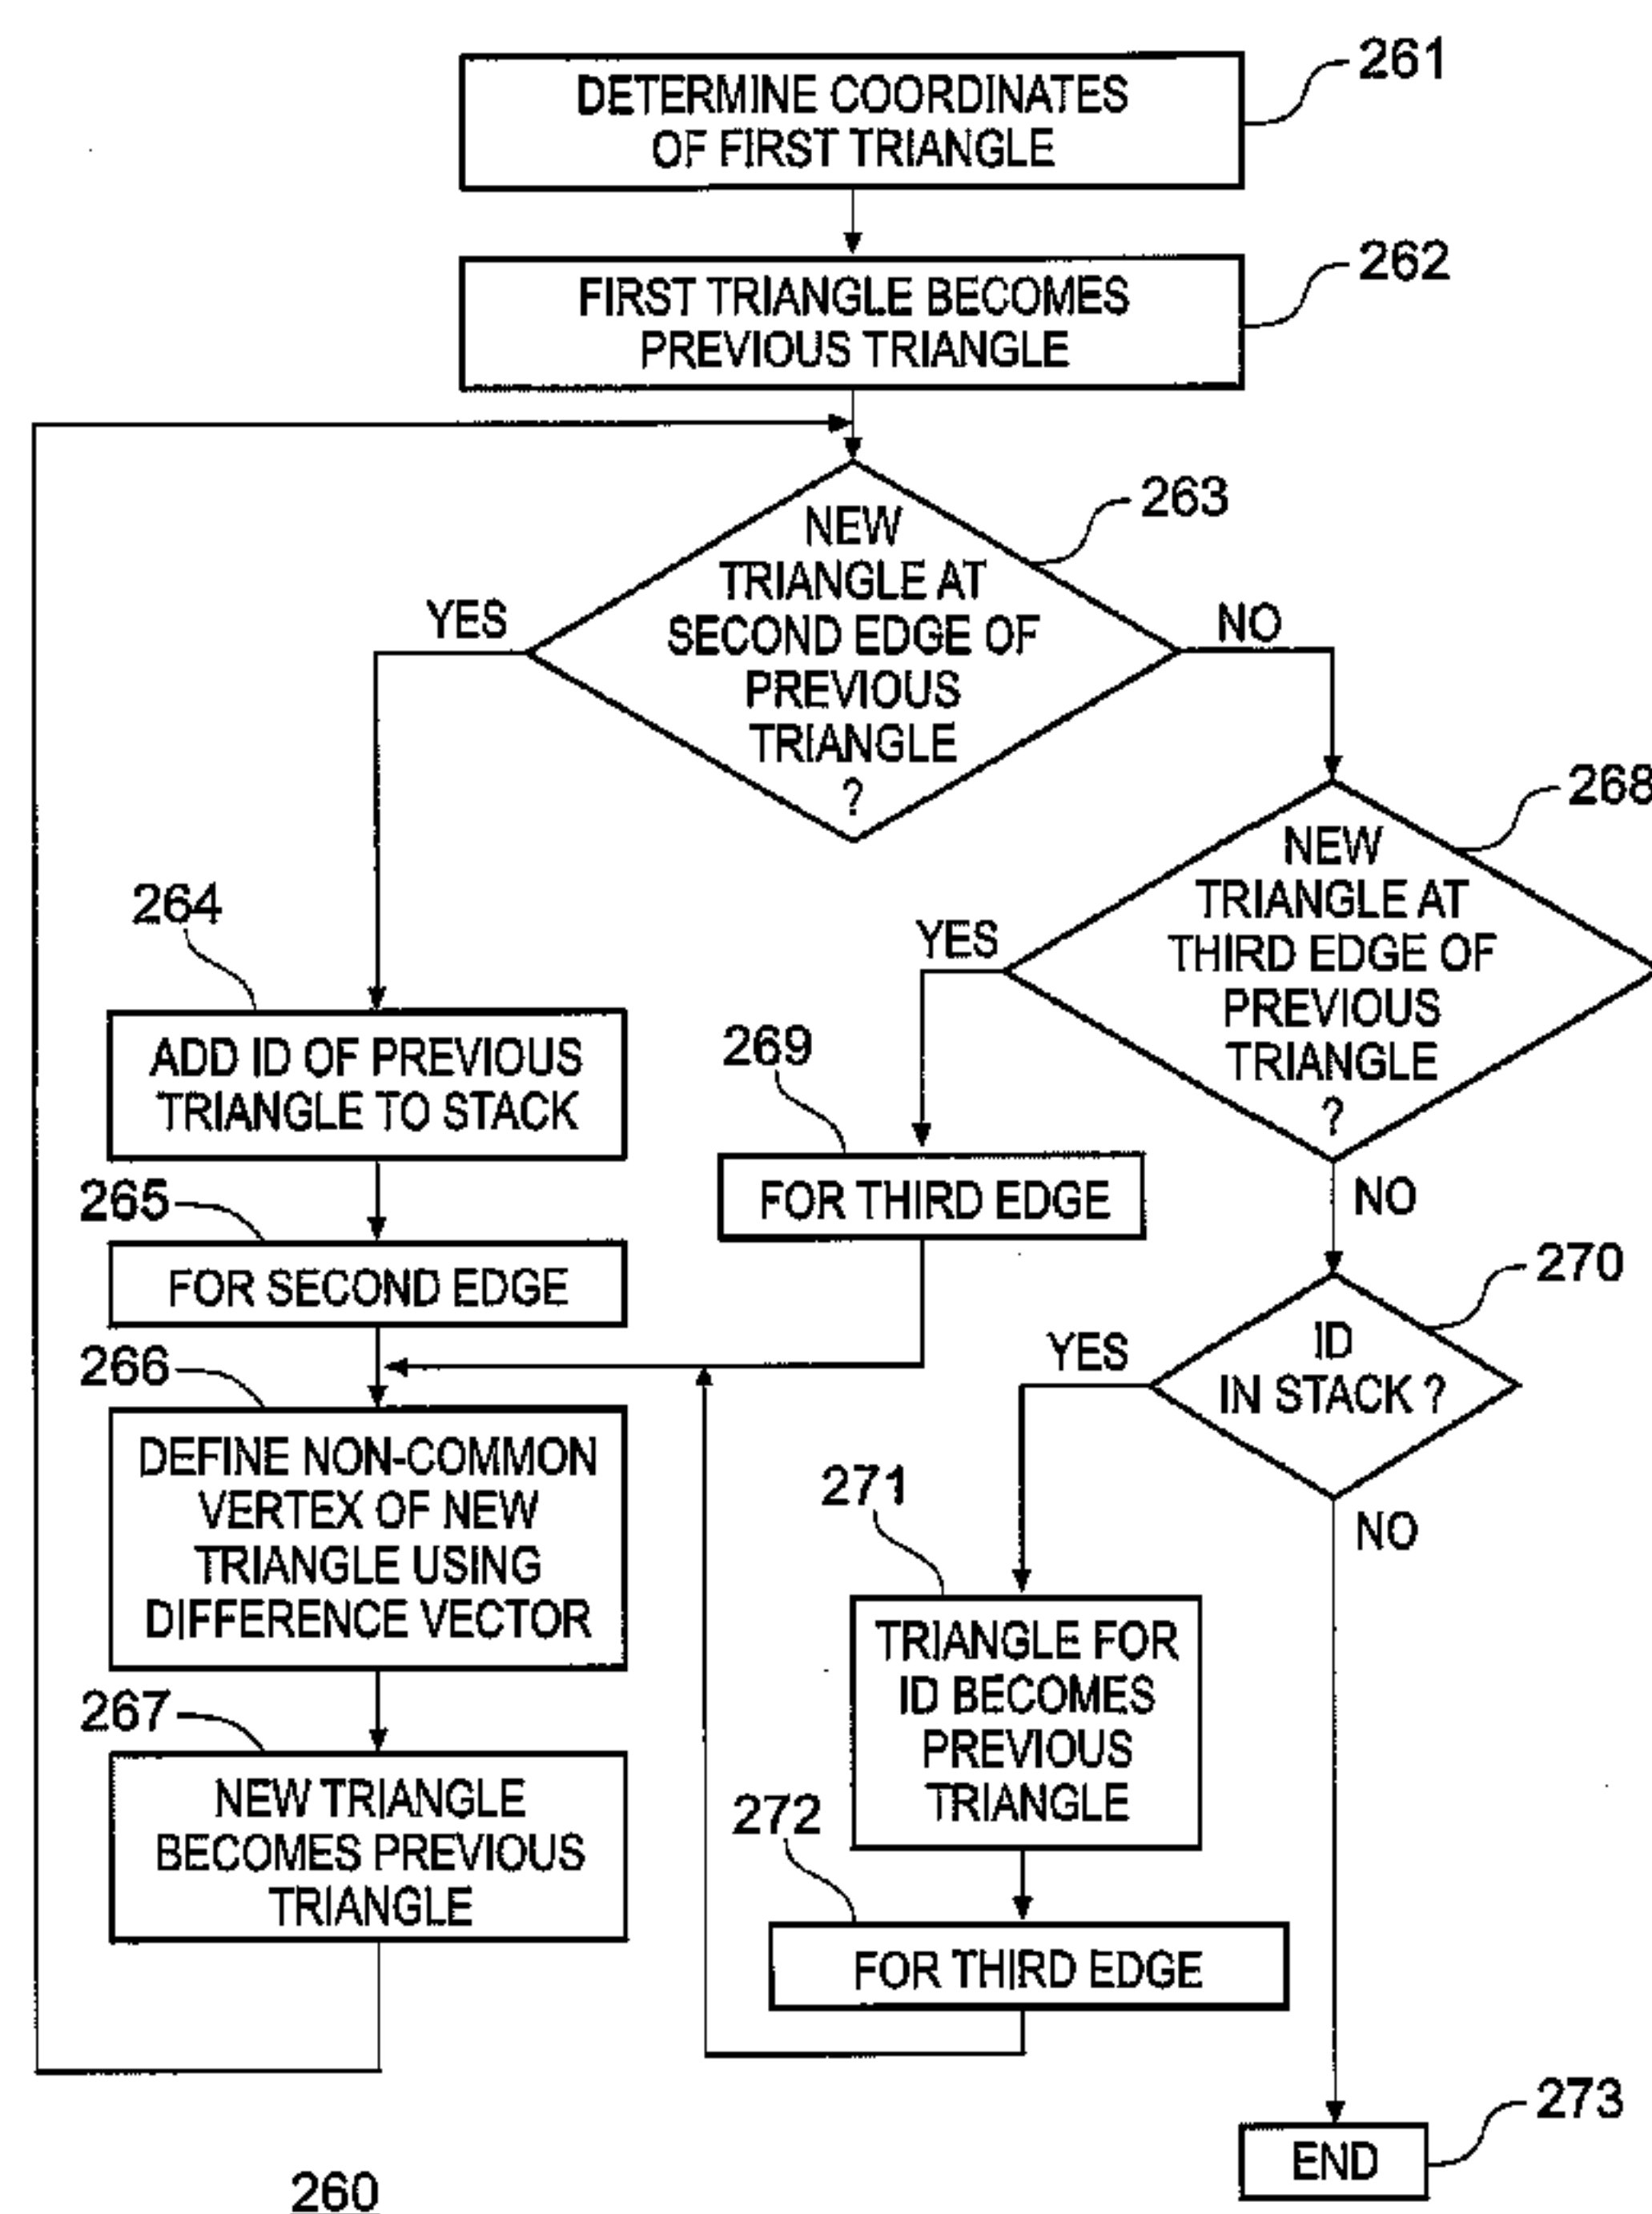 261
DETERMINE COORDINATES
OF FIRST TRIANGLE
262
FIRST TRIANGLE BECOMES
PREVIOUS TRIANGLE
263
NEW
TRIANGLE AT
SECOND EDGE OF
PREVIOUS
TRIANGLE
?
YES
NO
268
NEW
TRIANGLE AT
THIRD EDGE OF
PREVIOUS
TRIANGLE
?
YES
NO
264
ADD ID OF PREVIOUS
TRIANGLE TO STACK
269
FOR THIRD EDGE
265
FOR SECOND EDGE
270
ID
IN STACK ?
YES
NO
266
DEFINE NON-COMMON
VERTEX OF NEW
TRIANGLE USING
DIFFERENCE VECTOR
271
TRIANGLE FOR
ID BECOMES
PREVIOUS
TRIANGLE
267
NEW TRIANGLE
BECOMES PREVIOUS
TRIANGLE
272
FOR THIRD EDGE
273
END
260